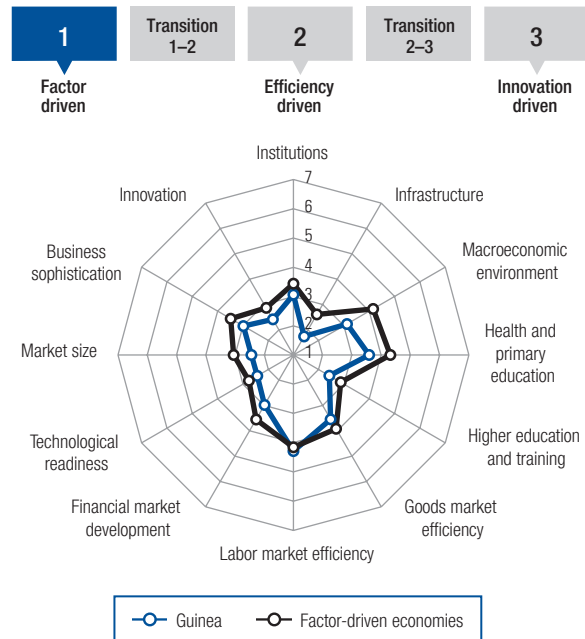 1
Transition
1–2
2
Transition
2–3
3
Factor
driven
Efficiency
driven
Innovation
driven
Institutions
Infrastructure
Macroeconomic
environment
Health and
primary
education
Higher education
and training
Goods market
efficiency
Labor market efficiency
Financial market
development
Technological
readiness
Market size
Business
sophistication
Innovation
7
6
5
4
3
2
1
Guinea
Factor-driven economies